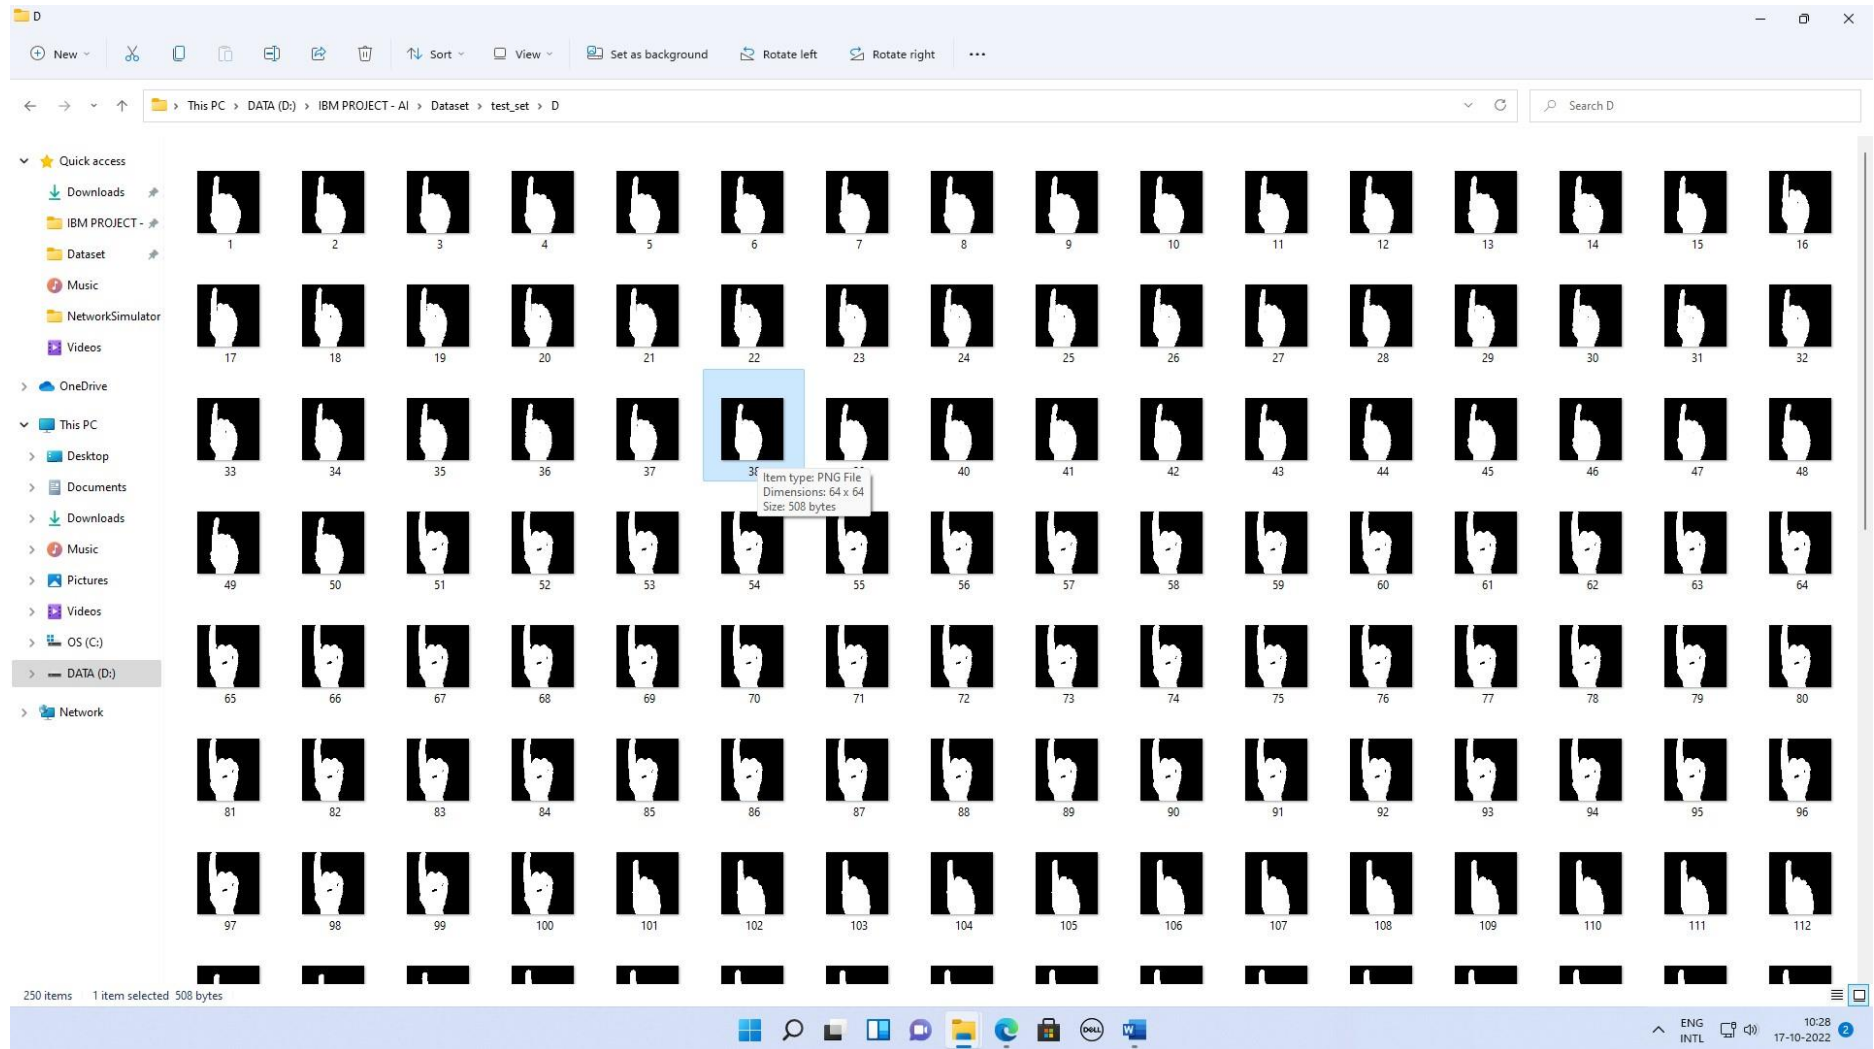 D
New Sort View Set as background Rotate left Rotate right
This PC DATA (D:) IBM PROJECT - AI Dataset test_set D
Search D
Quick access
Downloads
IBM PROJECT -
Dataset
Music
NetworkSimulator
Videos
OneDrive
This PC
Desktop
Documents
Downloads
Music
Pictures
Videos
OS (C:)
DATA (D:)
Network
1 2 3 4 5 6 7 8 9 10 11 12 13 14 15 16
17 18 19 20 21 22 23 24 25 26 27 28 29 30 31 32
33 34 35 36 37 38 40 41 42 43 44 45 46 47 48
Item type: PNG File
Dimensions: 64 x 64
Size: 508 bytes
49 50 51 52 53 54 55 56 57 58 59 60 61 62 63 64
65 66 67 68 69 70 71 72 73 74 75 76 77 78 79 80
81 82 83 84 85 86 87 88 89 90 91 92 93 94 95 96
97 98 99 100 101 102 103 104 105 106 107 108 109 110 111 112
250 items 1 item selected 508 bytes
DELL
W
ENG
INTL
10:28
17-10-2022
2